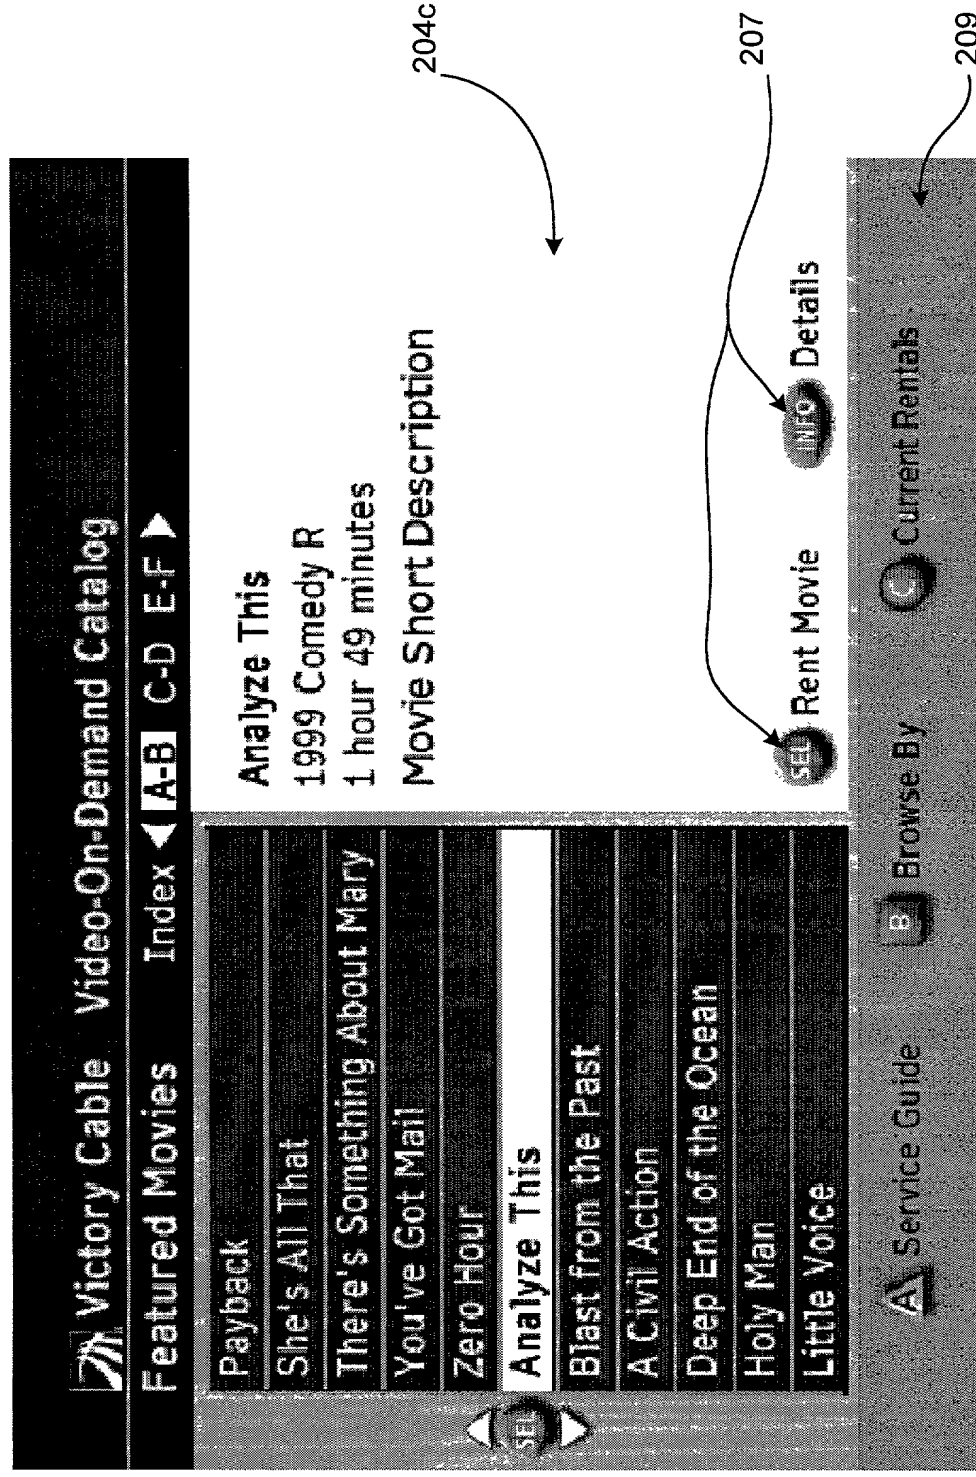 Victory Cable Video-On-Demand Catalog
Featured Movies Index A-B C-D E-F
Payback
She's All That
There's Something About Mary
You've Got Mail
Zero Hour
SEL
Analyze This
Blast from the Past
A Civil Action
Deep End of the Ocean
Holy Man
Little Voice
Analyze This
1999 Comedy R
1 hour 49 minutes
Movie Short Description
SEL Rent Movie INFO Details
A Service Guide B Browse By C Current Rentals
204c
207
209